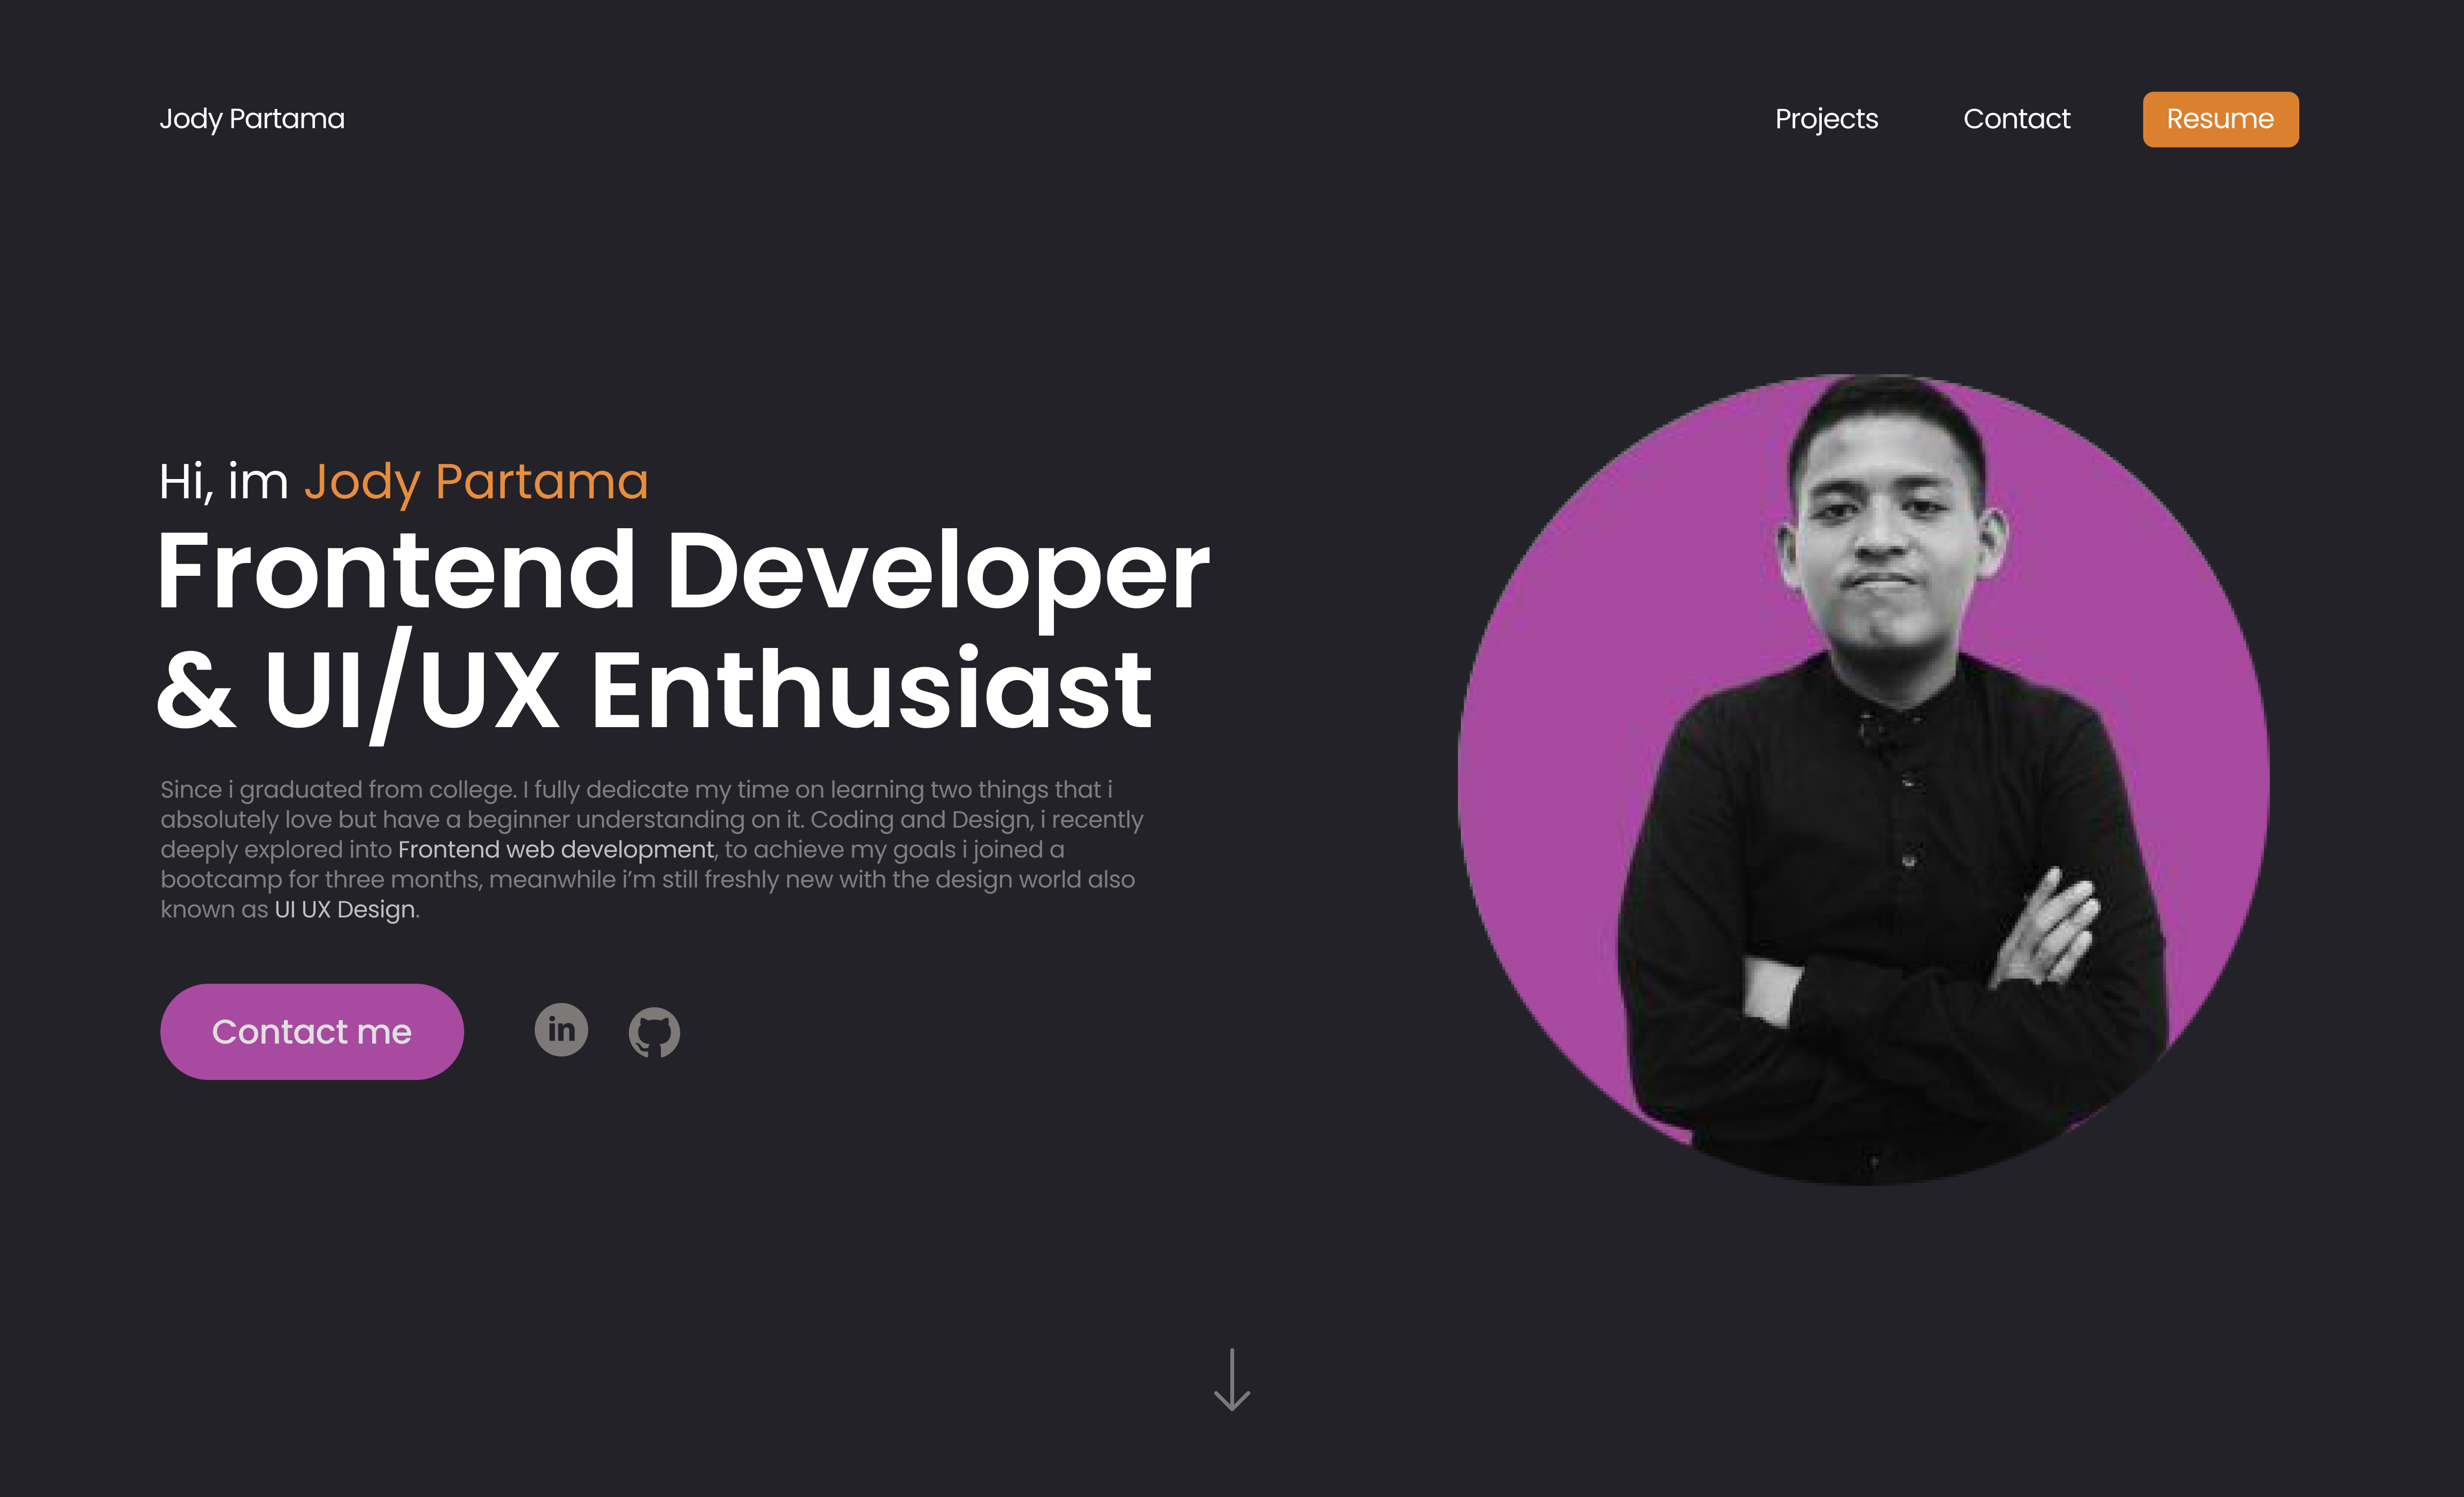 Jody Partama
Projects
Contact
Resume
Hi, im Jody Partama
Frontend Developer
& UI/UX Enthusiast
Since i graduated from college. I fully dedicate my time on learning two things that i
absolutely love but have a beginner understanding on it. Coding and Design, i recently
deeply explored into Frontend web development, to achieve my goals i joined a
bootcamp for three months, meanwhile i’m still freshly new with the design world also
known as UI UX Design.
Contact me
in